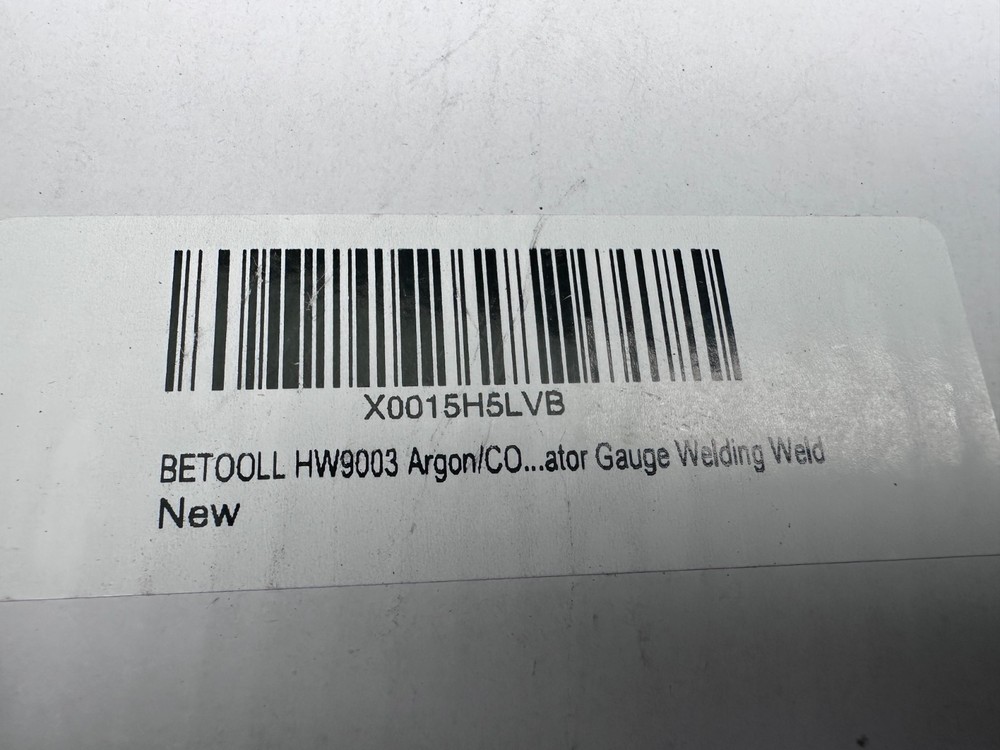 X0015H5LVB
BETOOLL HW9003 Argon/CO...ator Gauge Welding Weld
New